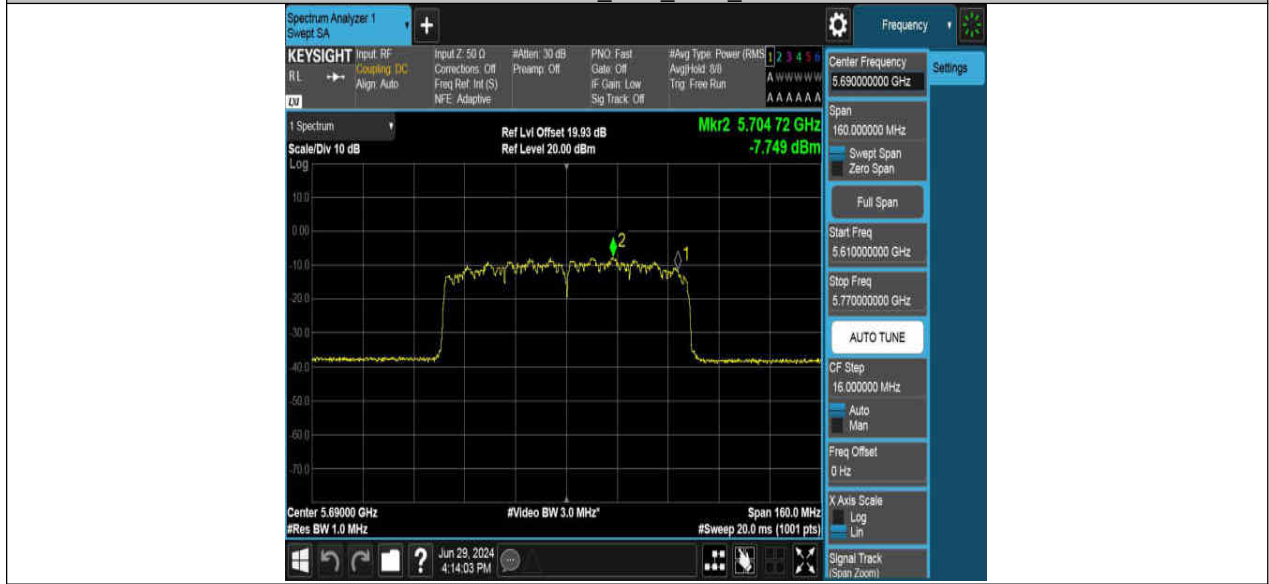 Spectrum Analyzer 1
Swept SA
+
Frequency
KEYSIGHT
RL
LXI
Input: RF
Coupling: DC
Align: Auto
Input Z: 50 Ω
Corrections: Off
Freq Ref: Int (S)
NFE: Adaptive
#Atten: 30 dB
Preamp: Off
PNO: Fast
Gate: Off
IF Gain: Low
Sig Track: Off
#Avg Type: Power (RMS
Avg|Hold: 8/8
Trig: Free Run
1 2 3 4 5 6
A W W W W W
A A A A A A
1 Spectrum
Scale/Div 10 dB
Ref Lvl Offset 19.93 dB
Ref Level 20.00 dBm
Mkr2 5.704 72 GHz
-7.749 dBm
Log
10.0
0.00
-10.0
-20.0
-30.0
-40.0
-50.0
-60.0
-70.0
2
1
Center 5.69000 GHz
#Res BW 1.0 MHz
#Video BW 3.0 MHz*
Span 160.0 MHz
#Sweep 20.0 ms (1001 pts)
Center Frequency
5.690000000 GHz
Settings
Span
160.000000 MHz
Swept Span
Zero Span
Full Span
Start Freq
5.610000000 GHz
Stop Freq
5.770000000 GHz
AUTO TUNE
CF Step
16.000000 MHz
Auto
Man
Freq Offset
0 Hz
X Axis Scale
Log
Lin
Signal Track
(Span Zoom)
?
Jun 29, 2024
4:14:03 PM